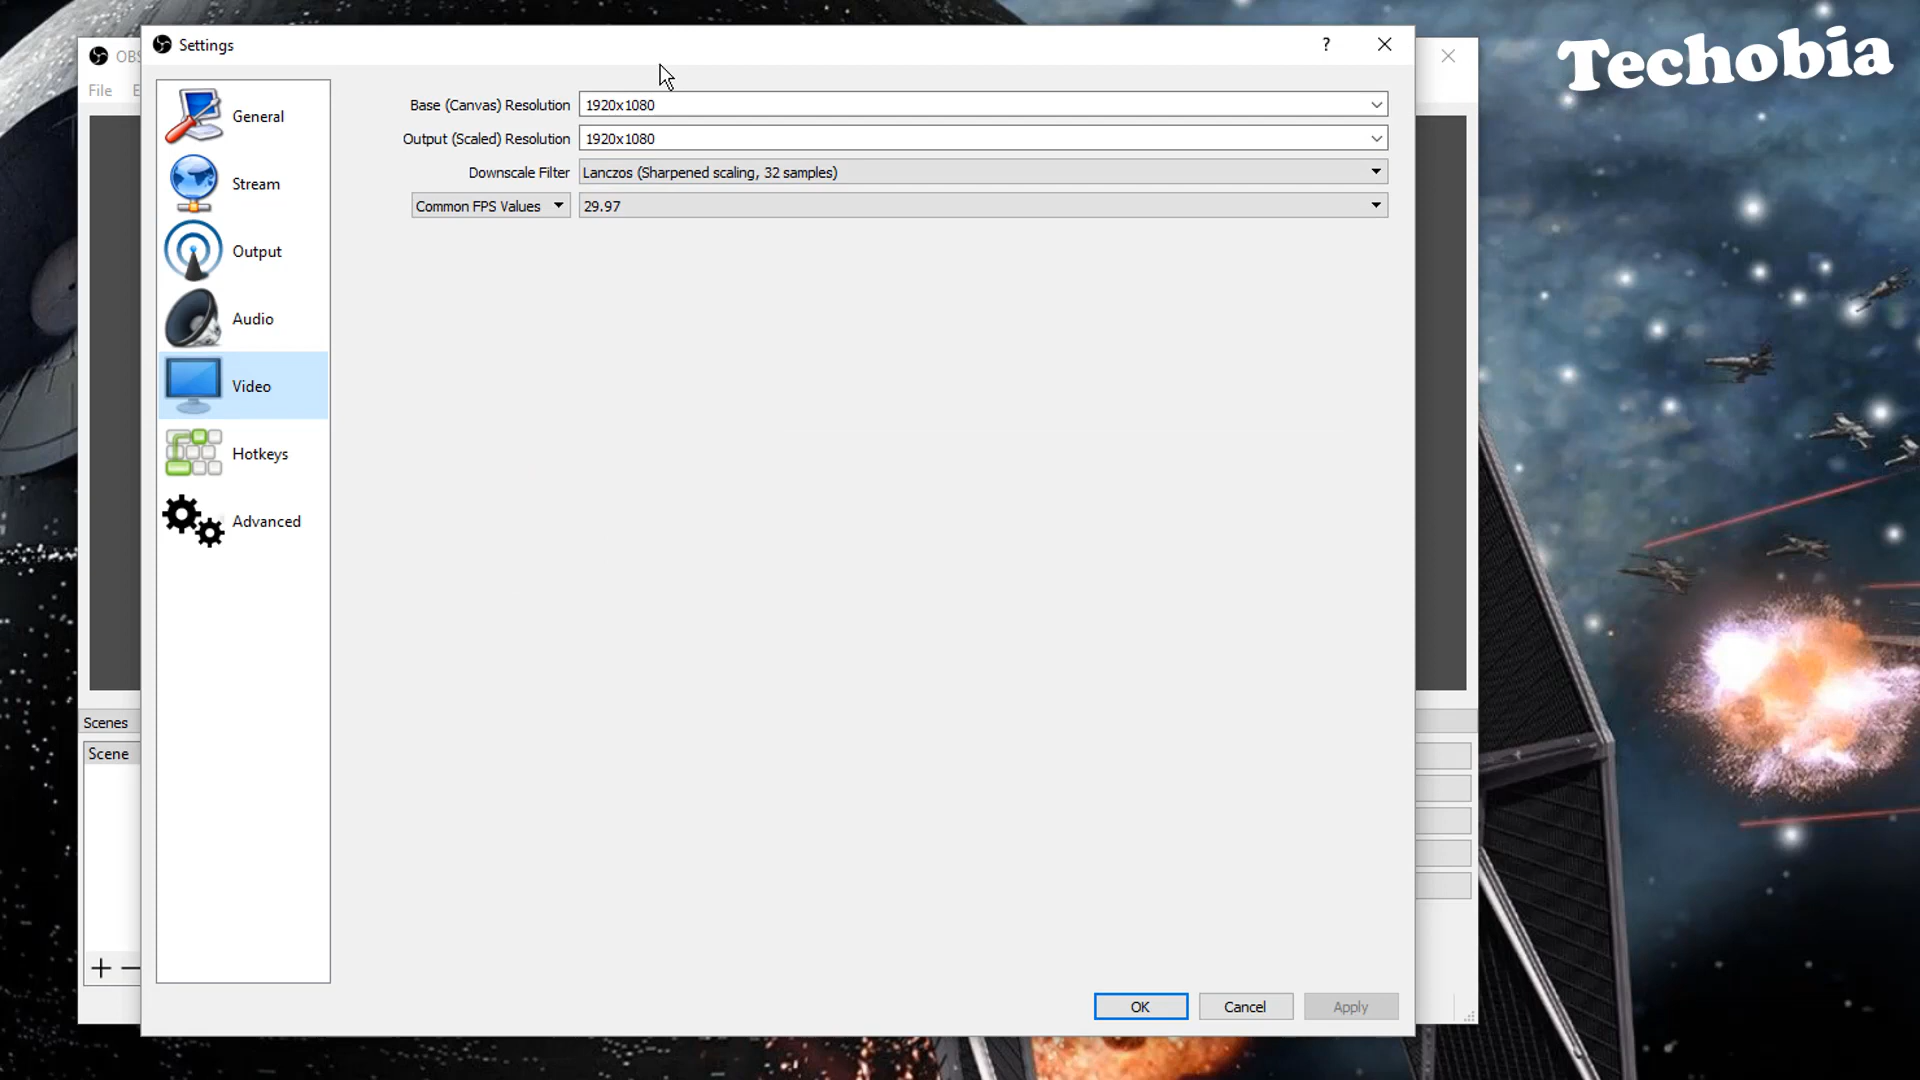 Techobia
OBS
File E
Settings ?
General
Stream
Output
Audio
Video
Hotkeys
Advanced
Base (Canvas) Resolution 1920x1080
Output (Scaled) Resolution 1920x1080
Downscale Filter Lanczos (Sharpened scaling, 32 samples)
Common FPS Values 29.97
Scenes
Scene
OK Cancel Apply